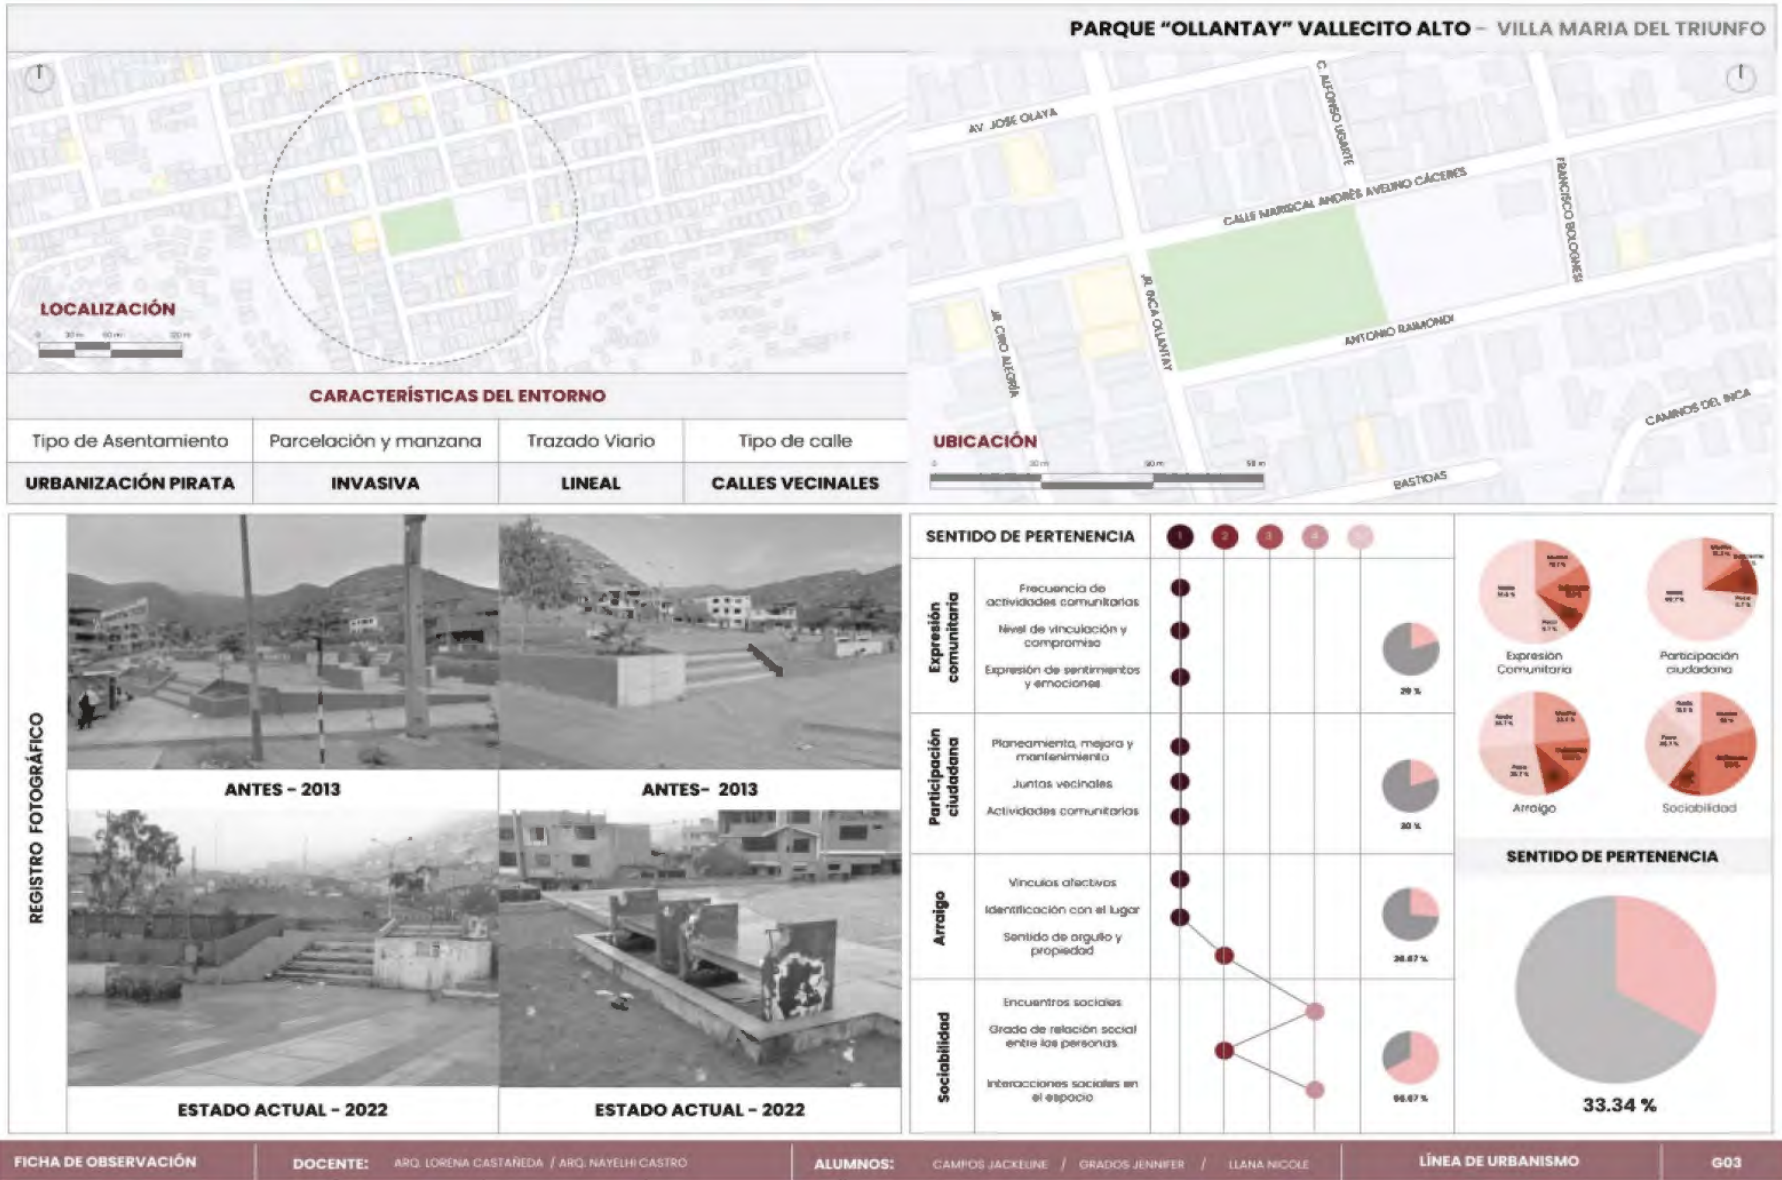 PARQUE “OLLANTAY” VALLECITO ALTO – VILLA MARIA DEL TRIUNFO
LOCALIZACIÓN
0
CARACTERÍSTICAS DEL ENTORNO
Tipo de Asentamiento
Parcelación y manzana
Trazado Viario
Tipo de calle
URBANIZACIÓN PIRATA
INVASIVA
LINEAL
CALLES VECINALES
AV. JOSE OLAYA
C. ALFONSO UGARTE
CALLE MARISCAL ANDRÉS AVELINO CÁCERES
FRANCISCO BOLOGNESI
JR. INCA OLLANTAY
JR. CIRO ALEGRÍA
ANTONIO RAIMONDI
CAMINOS DEL INCA
BASTIDAS
UBICACIÓN
0
REGISTRO FOTOGRÁFICO
ANTES – 2013
ANTES– 2013
ESTADO ACTUAL – 2022
ESTADO ACTUAL – 2022
SENTIDO DE PERTENENCIA
1
2
3
4
Expresión
comunitaria
Frecuencia de
actividades comunitarias
Nivel de vinculación y
compromiso
Expresión de sentimientos
y emociones
Participación
ciudadana
Planeamiento, mejora y
mantenimiento
Juntas vecinales
Actividades comunitarias
30 %
Arraigo
Vínculos afectivos
Identificación con el lugar
Sentido de orgullo y
propiedad
Sociabilidad
Encuentros sociales
Grado de relación social
entre las personas
Interacciones sociales en
el espacio
Expresión
Comunitaria
Participación
ciudadana
Arraigo
Sociabilidad
SENTIDO DE PERTENENCIA
33.34 %
FICHA DE OBSERVACIÓN
DOCENTE: ARQ. LORENA CASTAÑEDA / ARQ. NAYELHI CASTRO
ALUMNOS: CAMPOS JACKELINE / GRADOS JENNIFER / LLANA NICOLE
LÍNEA DE URBANISMO
G03